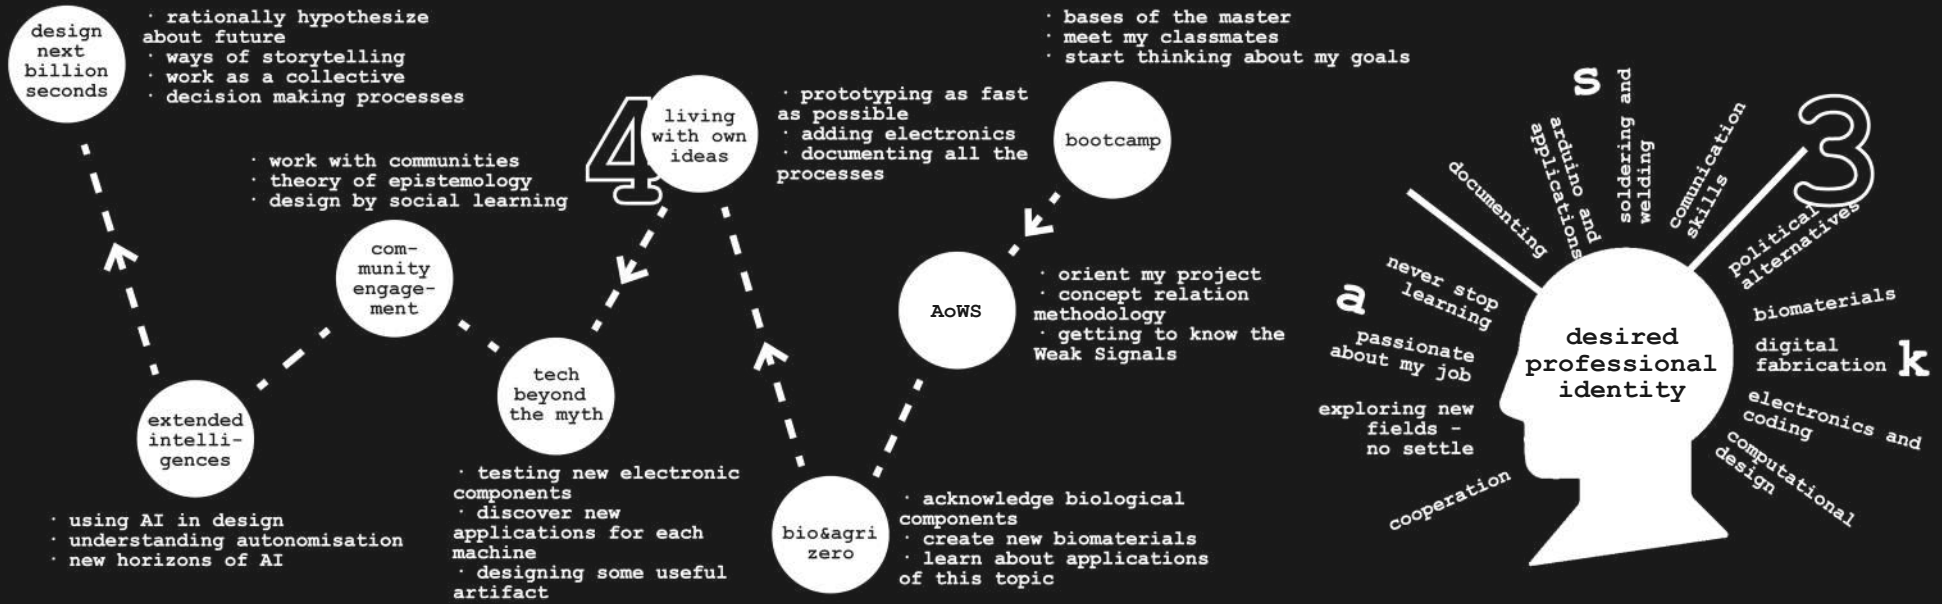 design
next
billion
seconds
· rationally hypothesize
about future
· ways of storytelling
· work as a collective
· decision making processes
· work with communities
· theory of epistemology
· design by social learning
com-
munity
engage-
ment
extended
intelli-
gences
· using AI in design
· understanding autonomisation
· new horizons of AI
tech
beyond
the myth
· testing new electronic
components
· discover new
applications for each
machine
· designing some useful
artifact
4
living
with own
ideas
· prototyping as fast
as possible
· adding electronics
· documenting all the
processes
bio&agri
zero
· acknowledge biological
components
· create new biomaterials
· learn about applications
of this topic
· bases of the master
· meet my classmates
· start thinking about my goals
bootcamp
AoWS
· orient my project
· concept relation
methodology
· getting to know the
Weak Signals
3
desired
professional
identity
a
never stop
learning
passionate
about my job
exploring new
fields -
no settle
cooperation
s
documenting
arduino and
applications
soldering and
welding
comunication
skills
k
political
alternatives
biomaterials
digital
fabrication
electronics and
coding
computational
design